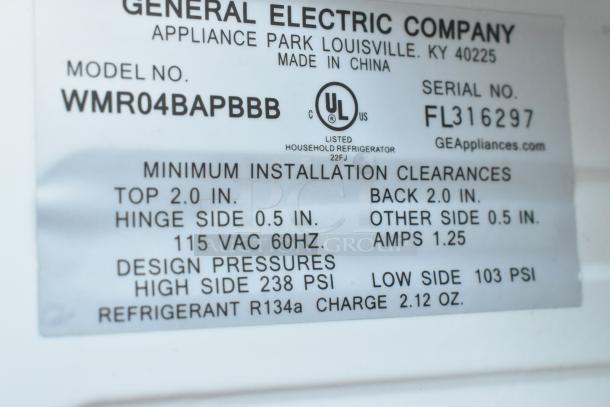 GENERAL ELECTRIC COMPANY
APPLIANCE PARK LOUISVILLE. KY 40225
MADE IN CHINA
MODEL NO.
WMR04BAPBBB
C UL US
®
LISTED
HOUSEHOLD REFRIGERATOR
22FJ
SERIAL NO.
FL316297
GEAppliances.com
MINIMUM INSTALLATION CLEARANCES
TOP 2.0 IN. BACK 2.0 IN.
HINGE SIDE 0.5 IN. OTHER SIDE 0.5 IN.
115 VAC 60HZ. AMPS 1.25
DESIGN PRESSURES
HIGH SIDE 238 PSI LOW SIDE 103 PSI
REFRIGERANT R134a CHARGE 2.12 OZ.